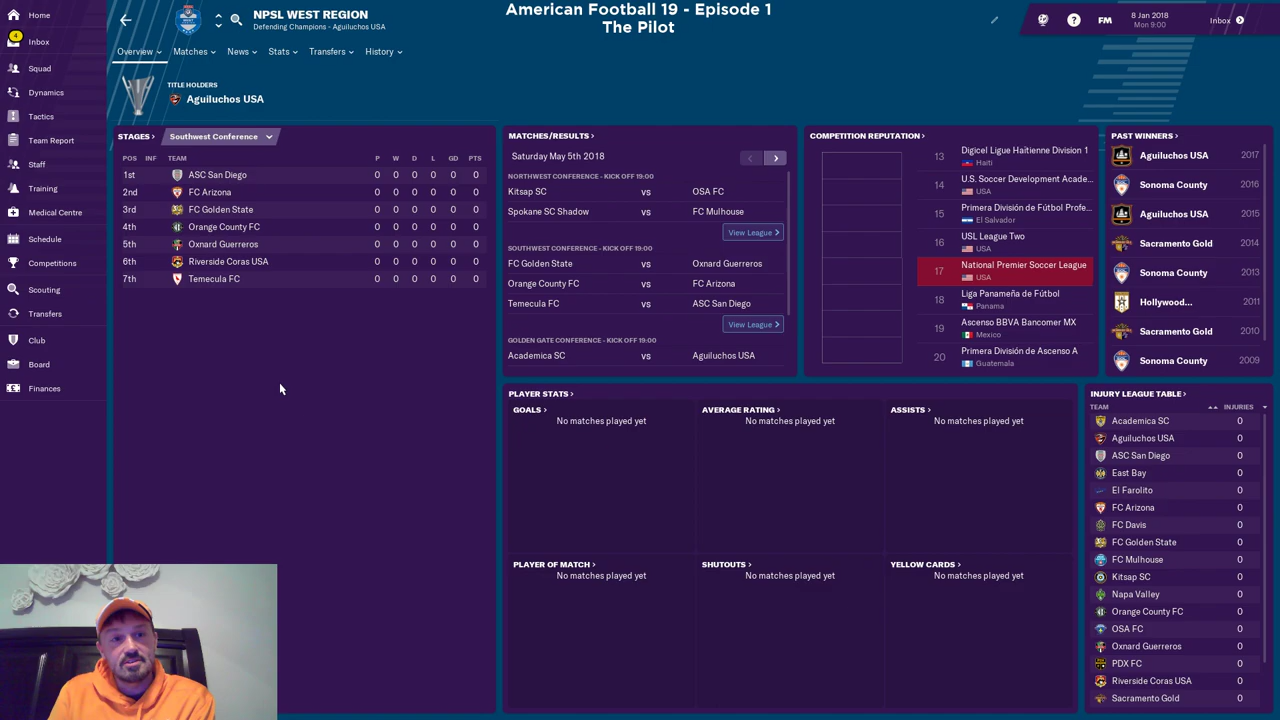 American Football 19 - Episode 1
The Pilot
Home
4
Inbox
Squad
Dynamics
Tactics
Team Report
Staff
Training
Medical Centre
Schedule
Competitions
Scouting
Transfers
Club
Board
Finances
NPSL WEST REGION
Defending Champions - Aguiluchos USA
FM
8 Jan 2018
Mon 9:00
Inbox
Overview
Matches
News
Stats
Transfers
History
TITLE HOLDERS
Aguiluchos USA
STAGES
Southwest Conference
POS INF TEAM P W D L GD PTS
1st ASC San Diego 0 0 0 0 0 0
2nd FC Arizona 0 0 0 0 0 0
3rd FC Golden State 0 0 0 0 0 0
4th Orange County FC 0 0 0 0 0 0
5th Oxnard Guerreros 0 0 0 0 0 0
6th Riverside Coras USA 0 0 0 0 0 0
7th Temecula FC 0 0 0 0 0 0
MATCHES/RESULTS
Saturday May 5th 2018
NORTHWEST CONFERENCE - KICK OFF 19:00
Kitsap SC vs OSA FC
Spokane SC Shadow vs FC Mulhouse
View League
SOUTHWEST CONFERENCE - KICK OFF 19:00
FC Golden State vs Oxnard Guerreros
Orange County FC vs FC Arizona
Temecula FC vs ASC San Diego
View League
GOLDEN GATE CONFERENCE - KICK OFF 19:00
Academica SC vs Aguiluchos USA
COMPETITION REPUTATION
13 Digicel Ligue Haïtienne Division 1
Haiti
14 U.S. Soccer Development Acade...
USA
15 Primera División de Fútbol Profe...
El Salvador
16 USL League Two
USA
17 National Premier Soccer League
USA
18 Liga Panameña de Fútbol
Panama
19 Ascenso BBVA Bancomer MX
Mexico
20 Primera División de Ascenso A
Guatemala
PAST WINNERS
Aguiluchos USA 2017
Sonoma County 2016
Aguiluchos USA 2015
Sacramento Gold 2014
Sonoma County 2013
Hollywood... 2011
Sacramento Gold 2010
Sonoma County 2009
PLAYER STATS
GOALS
No matches played yet
AVERAGE RATING
No matches played yet
ASSISTS
No matches played yet
PLAYER OF MATCH
No matches played yet
SHUTOUTS
No matches played yet
YELLOW CARDS
No matches played yet
INJURY LEAGUE TABLE
TEAM INJURIES
Academica SC 0
Aguiluchos USA 0
ASC San Diego 0
East Bay 0
El Farolito 0
FC Arizona 0
FC Davis 0
FC Golden State 0
FC Mulhouse 0
Kitsap SC 0
Napa Valley 0
Orange County FC 0
OSA FC 0
Oxnard Guerreros 0
PDX FC 0
Riverside Coras USA 0
Sacramento Gold 0